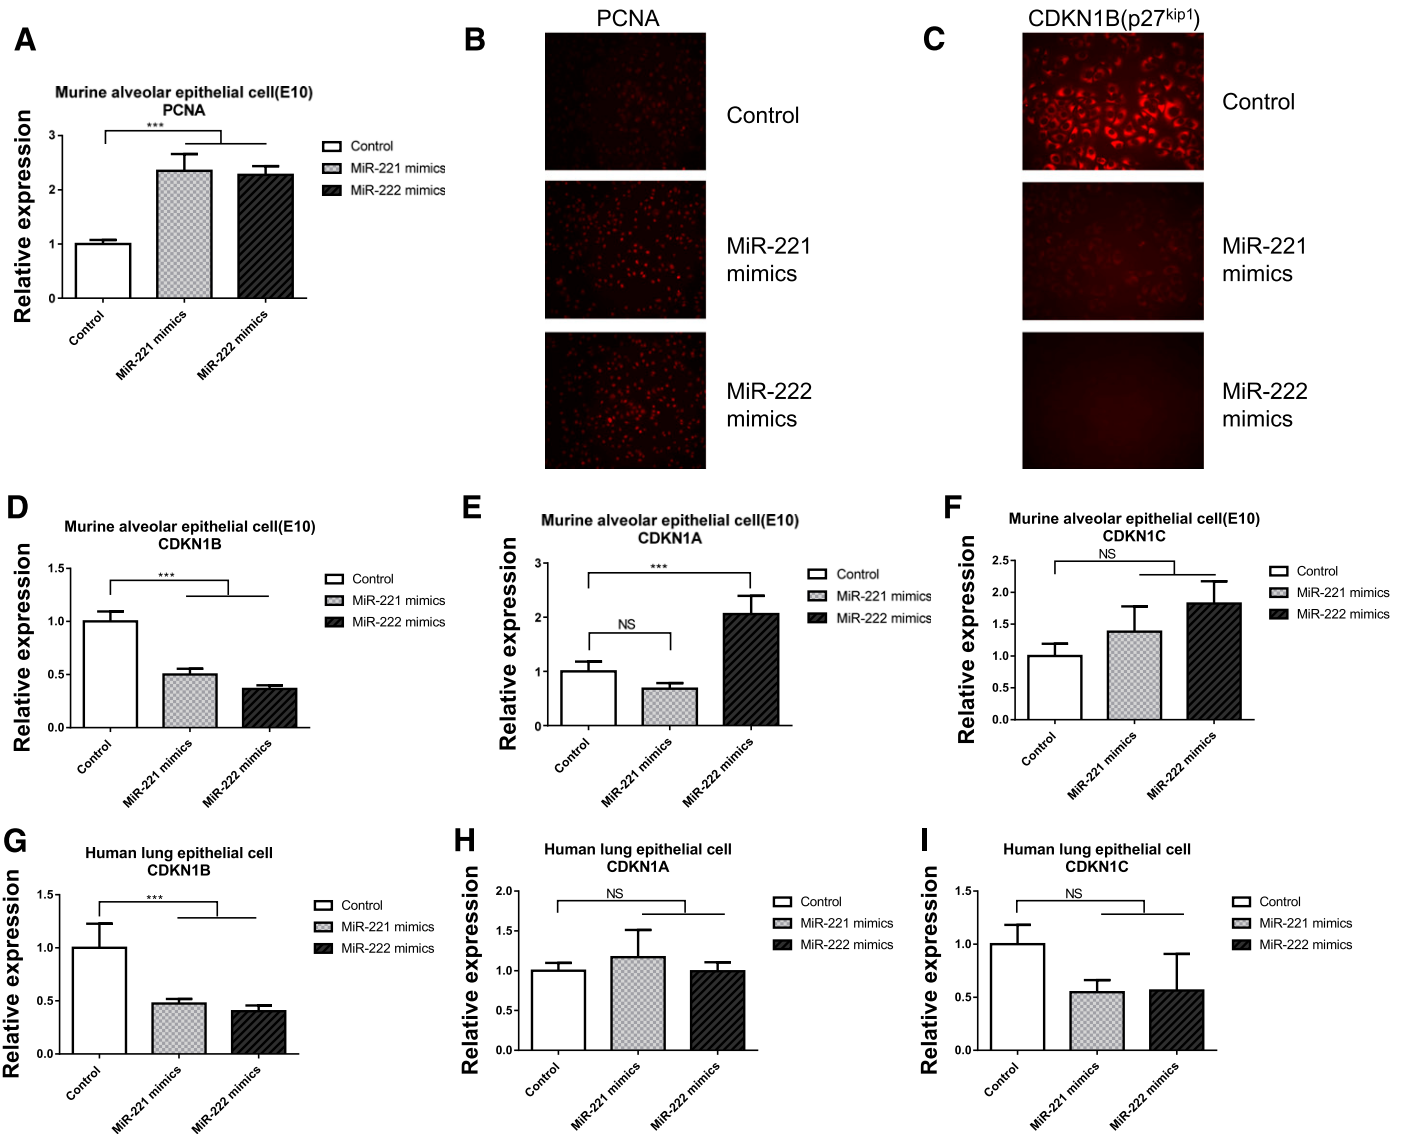 A
Murine alveolar epithelial cell(E10)
PCNA
***
Relative expression
3
2
1
0
Control
MiR-221 mimics
MiR-222 mimics
Control
MiR-221 mimics
MiR-222 mimics
B
PCNA
Control
MiR-221
mimics
MiR-222
mimics
C
CDKN1B(p27kip1)
Control
MiR-221
mimics
MiR-222
mimics
D
Murine alveolar epithelial cell(E10)
CDKN1B
***
Relative expression
1.5
1.0
0.5
0.0
Control
MiR-221 mimics
MiR-222 mimics
Control
MiR-221 mimics
MiR-222 mimics
E
Murine alveolar epithelial cell(E10)
CDKN1A
***
NS
Relative expression
3
2
1
0
Control
MiR-221 mimics
MiR-222 mimics
Control
MiR-221 mimics
MiR-222 mimics
F
Murine alveolar epithelial cell(E10)
CDKN1C
NS
Relative expression
2.5
2.0
1.5
1.0
0.5
0.0
Control
MiR-221 mimics
MiR-222 mimics
Control
MiR-221 mimics
MiR-222 mimics
G
Human lung epithelial cell
CDKN1B
***
Relative expression
1.5
1.0
0.5
0.0
Control
MiR-221 mimics
MiR-222 mimics
Control
MiR-221 mimics
MiR-222 mimics
H
Human lung epithelial cell
CDKN1A
NS
Relative expression
2.0
1.5
1.0
0.5
0.0
Control
MiR-221 mimics
MiR-222 mimics
Control
MiR-221 mimics
MiR-222 mimics
I
Human lung epithelial cell
CDKN1C
NS
Relative expression
1.5
1.0
0.5
0.0
Control
MiR-221 mimics
MiR-222 mimics
Control
MiR-221 mimics
MiR-222 mimics